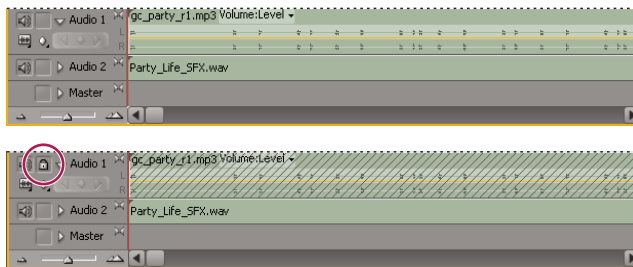 Audio 1 gc_party_r1.mp3 Volume:Level
L
R
Audio 2 Party_Life_SFX.wav
Master
Audio 1 gc_party_r1.mp3 Volume:Level
L
R
Audio 2 Party_Life_SFX.wav
Master